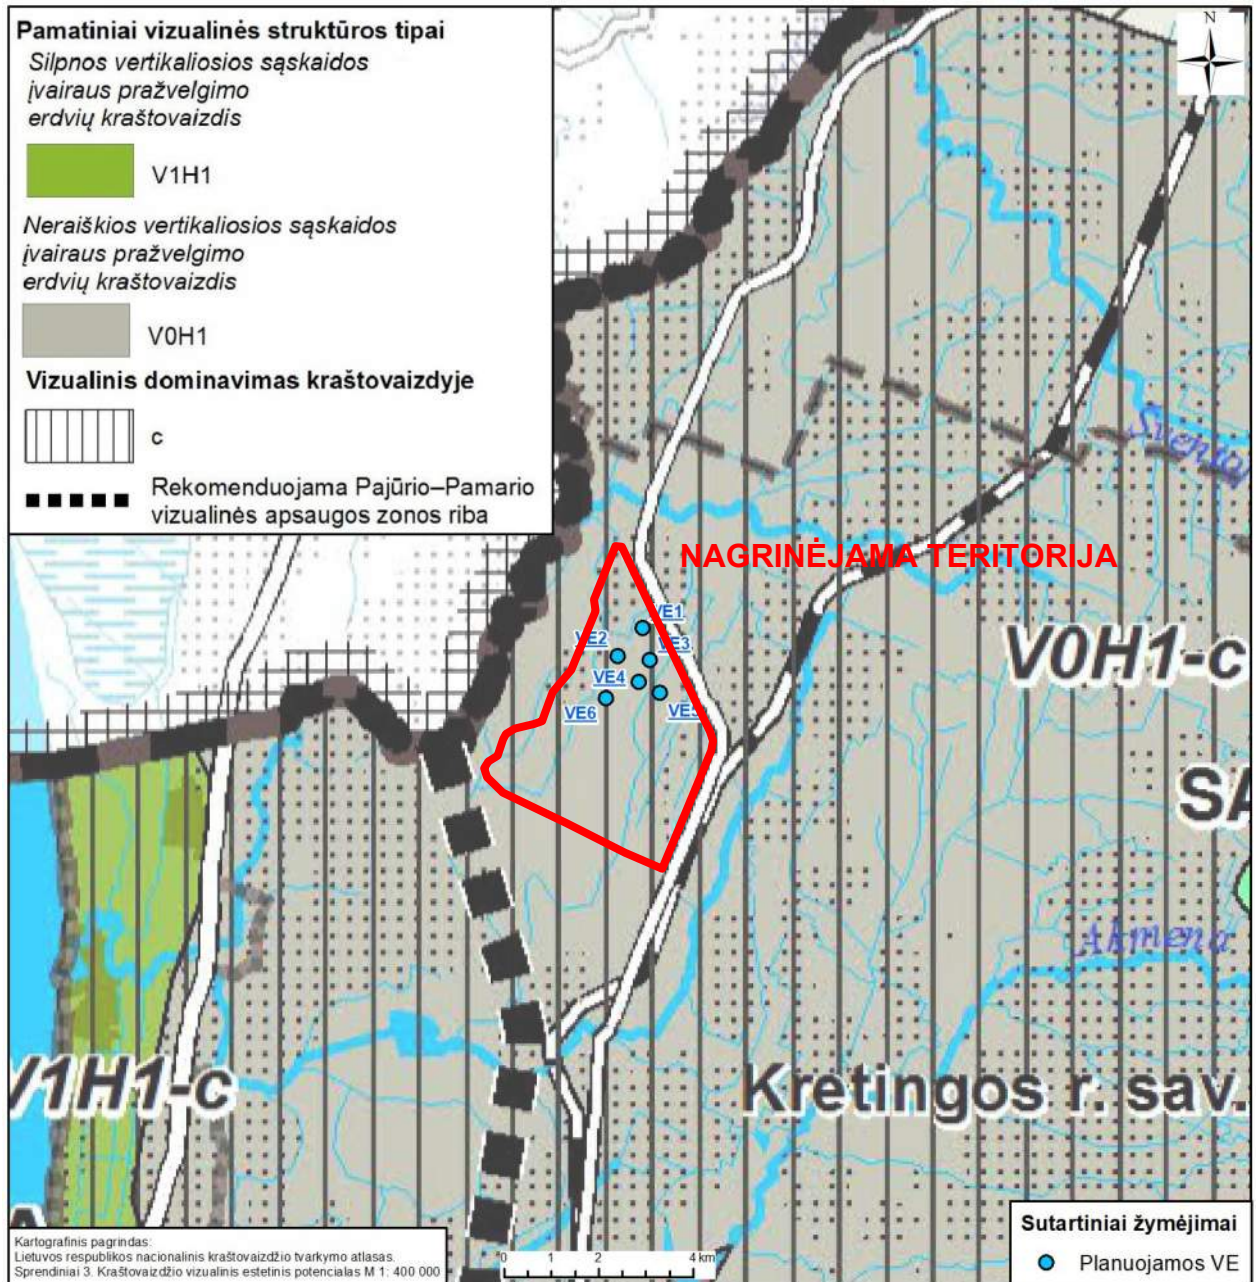 Pamatiniai vizualinės struktūros tipai
Silpnos vertikaliosios sąskaidos
įvairaus pražvelgimo
erdvių kraštovaizdis
V1H1
Neraiškios vertikaliosios sąskaidos
įvairaus pražvelgimo
erdvių kraštovaizdis
V0H1
Vizualinis dominavimas kraštovaizdyje
c
Rekomenduojama Pajūrio–Pamario
vizualinės apsaugos zonos riba
N
NAGRINĖJAMA TERITORIJA
VE1
VE2
VE3
VE4
VE5
VE6
V0H1-c
SA
Akmena
V1H1-c
Kretingos r. sav.
Kartografinis pagrindas:
Lietuvos respublikos nacionalinis kraštovaizdžio tvarkymo atlasas.
Sprendiniai 3. Kraštovaizdžio vizualinis estetinis potencialas M 1: 400 000
0 1 2 4 km
Sutartiniai žymėjimai
Planuojamos VE